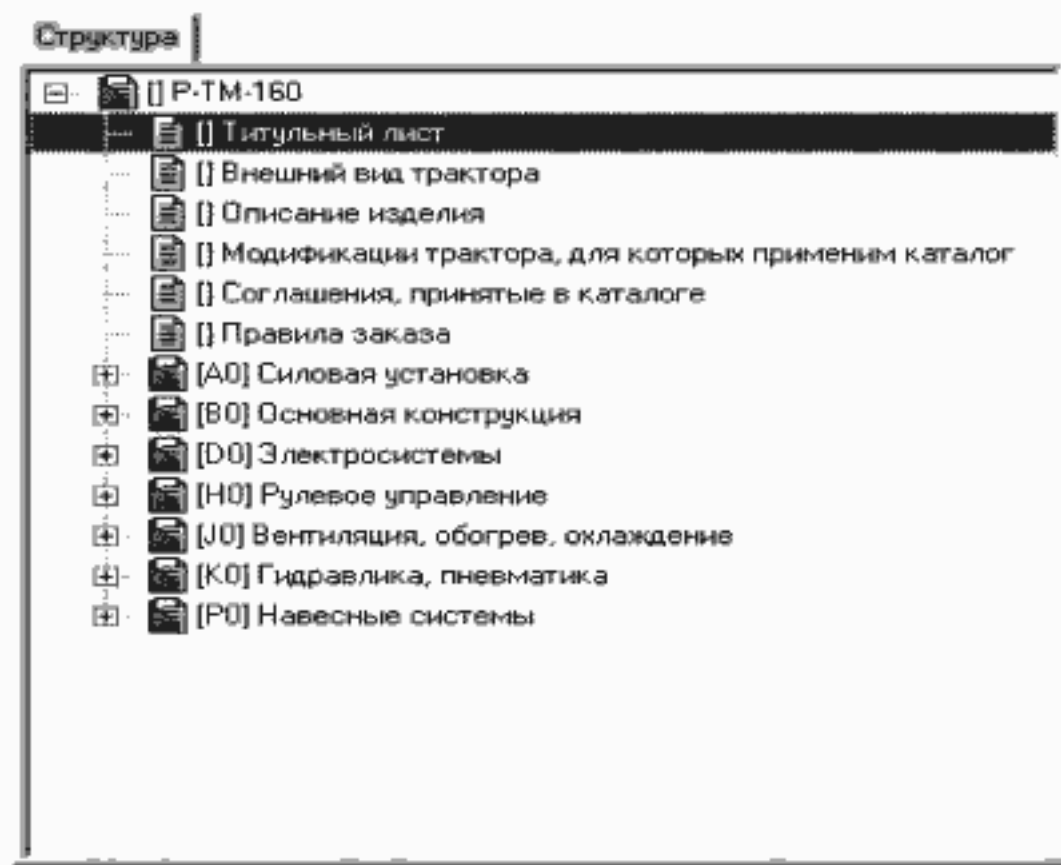 Структура
[] Р-ТМ-160
[] Титульный лист
[] Внешний вид трактора
[] Описание изделия
[] Модификации трактора, для которых применим каталог
[] Соглашения, принятые в каталоге
[] Правила заказа
[A0] Силовая установка
[B0] Основная конструкция
[D0] Электросистемы
[H0] Рулевое управление
[J0] Вентиляция, обогрев, охлаждение
[K0] Гидравлика, пневматика
[P0] Навесные системы